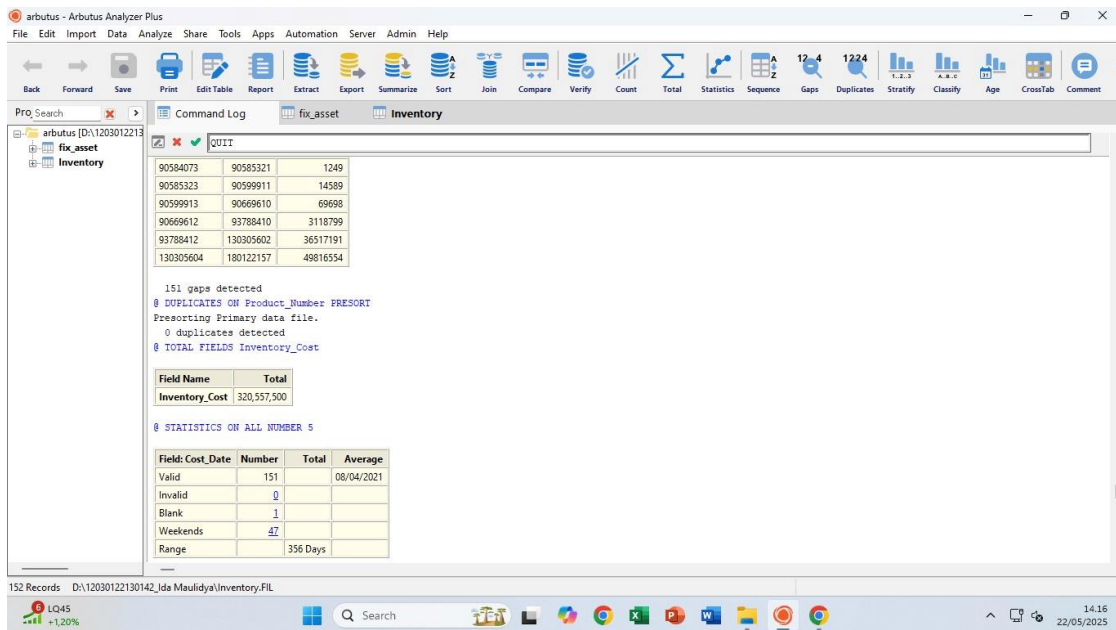 arbutus - Arbutus Analyzer Plus
File Edit Import Data Analyze Share Tools Apps Automation Server Admin Help
Back Forward Save Print Edit Table Report Extract Export Summarize Sort Join Compare Verify Count Total Statistics Sequence Gaps Duplicates Stratify Classify Age CrossTab Comment
Pro Search Command Log fix_asset Inventory
arbutus [D:\1203012213
fix_asset
Inventory
QUIT
90584073 90585321 1249
90585323 90599911 14589
90599913 90669610 69698
90669612 93788410 3118799
93788412 130305602 36517191
130305604 180122157 49816554
151 gaps detected
@ DUPLICATES ON Product_Number PRESORT
Presorting Primary data file.
0 duplicates detected
@ TOTAL FIELDS Inventory_Cost
Field Name Total
Inventory_Cost 320,557,500
@ STATISTICS ON ALL NUMBER 5
Field: Cost_Date Number Total Average
Valid 151 08/04/2021
Invalid 0
Blank 1
Weekends 47
Range 356 Days
152 Records D:\12030122130142_Ida Maulidya\Inventory.FIL
6 LQ45
+1,20%
Search
14.16
22/05/2025